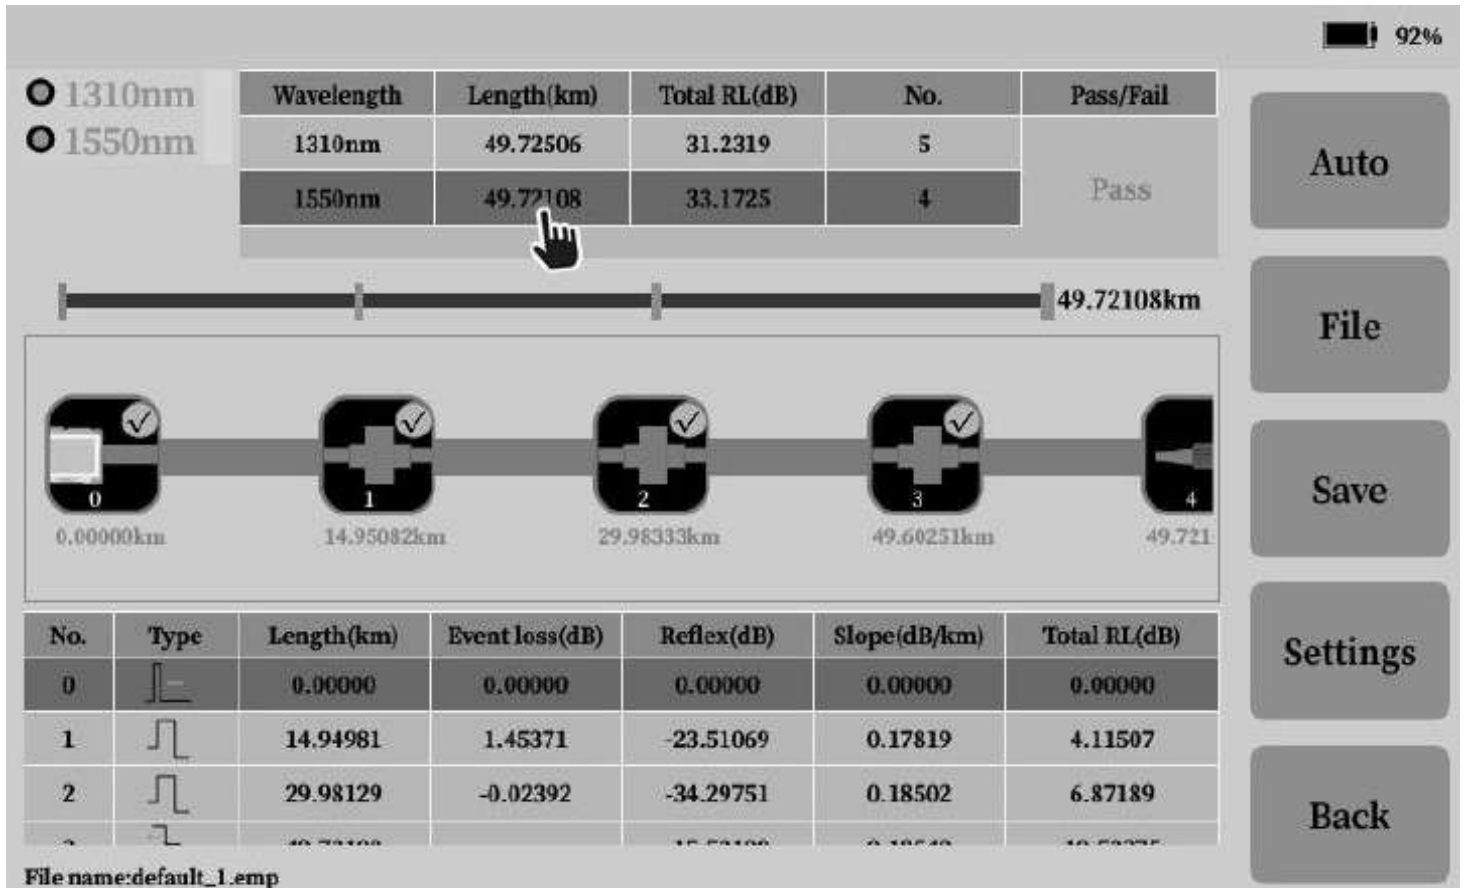 92%
1310nm
1550nm
Wavelength Length(km) Total RL(dB) No. Pass/Fail
1310nm 49.72506 31.2319 5
1550nm 49.72108 33.1725 4
Pass
49.72108km
0 1 2 3 4
0.00000km 14.95082km 29.98333km 49.60251km 49.721
No. Type Length(km) Event loss(dB) Reflex(dB) Slope(dB/km) Total RL(dB)
0 0.00000 0.00000 0.00000 0.00000 0.00000
1 14.94981 1.45371 -23.51069 0.17819 4.11507
2 29.98129 -0.02392 -34.29751 0.18502 6.87189
File name:default_1.emp
Auto
File
Save
Settings
Back